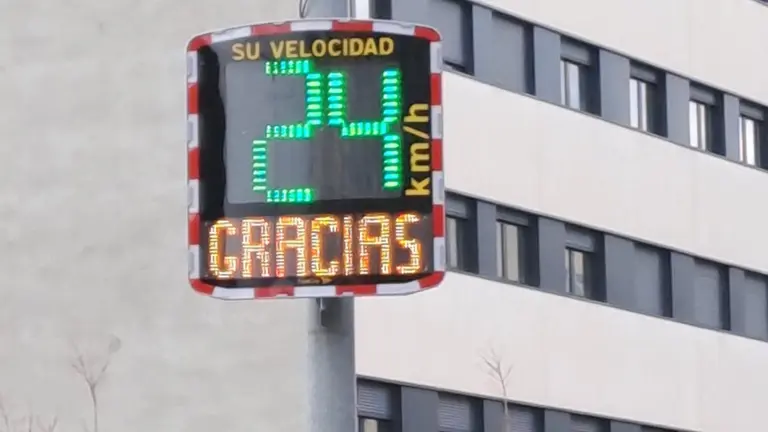 SU VELOCIDAD
24
km/h
GRACIAS